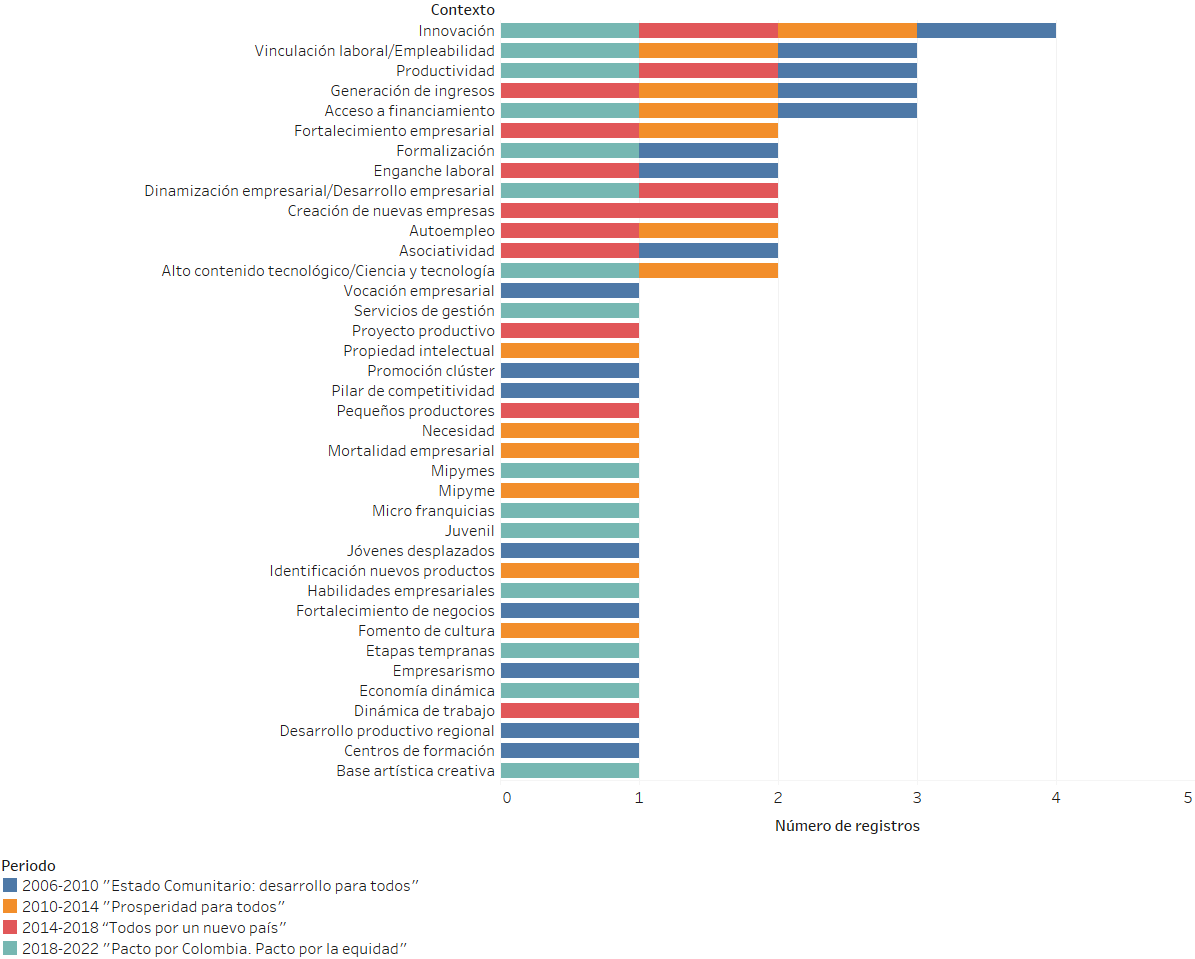 Contexto
Innovación
Vinculación laboral/Empleabilidad
Productividad
Generación de ingresos
Acceso a financiamiento
Fortalecimiento empresarial
Formalización
Enganche laboral
Dinamización empresarial/Desarrollo empresarial
Creación de nuevas empresas
Autoempleo
Asociatividad
Alto contenido tecnológico/Ciencia y tecnología
Vocación empresarial
Servicios de gestión
Proyecto productivo
Propiedad intelectual
Promoción clúster
Pilar de competitividad
Pequeños productores
Necesidad
Mortalidad empresarial
Mipymes
Mipyme
Micro franquicias
Juvenil
Jóvenes desplazados
Identificación nuevos productos
Habilidades empresariales
Fortalecimiento de negocios
Fomento de cultura
Etapas tempranas
Empresarismo
Economía dinámica
Dinámica de trabajo
Desarrollo productivo regional
Centros de formación
Base artística creativa
0 1 2 3 4 5
Número de registros
Periodo
2006-2010 ”Estado Comunitario: desarrollo para todos”
2010-2014 ”Prosperidad para todos”
2014-2018 “Todos por un nuevo país”
2018-2022 ”Pacto por Colombia. Pacto por la equidad”